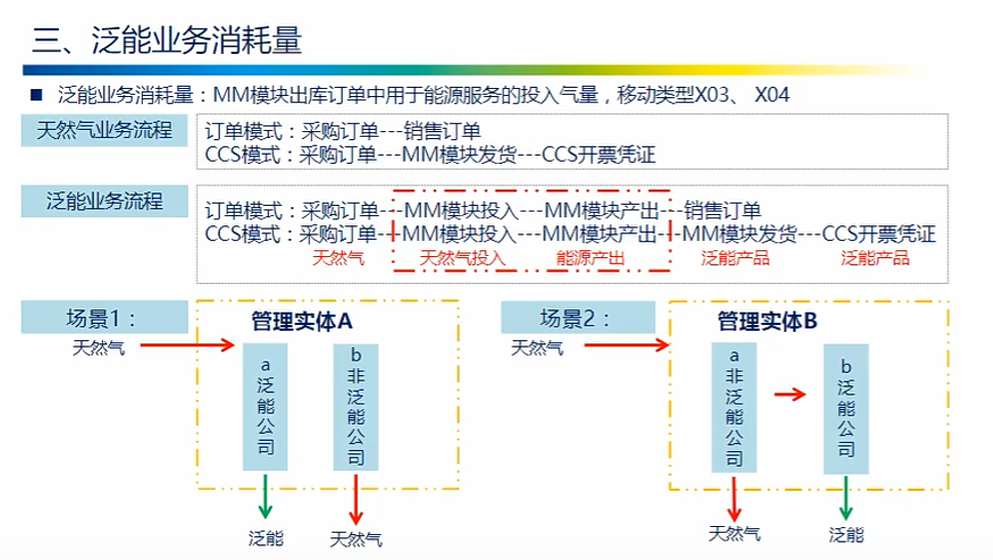 三、泛能业务消耗量
■ 泛能业务消耗量：MM模块出库订单中用于能源服务的投入气量，移动类型X03、 X04
天然气业务流程
订单模式：采购订单---销售订单
CCS模式：采购订单---MM模块发货---CCS开票凭证
泛能业务流程
订单模式：采购订单---MM模块投入---MM模块产出---销售订单
CCS模式：采购订单---MM模块投入---MM模块产出---MM模块发货---CCS开票凭证
天然气 天然气投入 能源产出 泛能产品 泛能产品
场景1：
管理实体A
天然气
a泛能公司
b非泛能公司
泛能
天然气
场景2：
管理实体B
天然气
a非泛能公司
b泛能公司
天然气
泛能